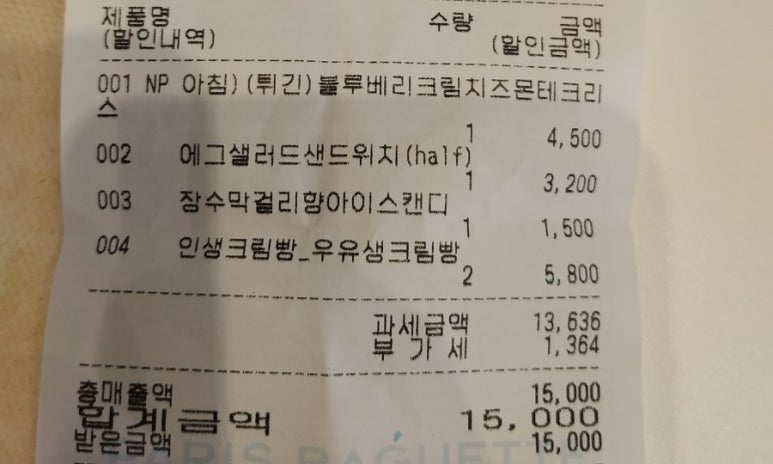 제품명 수량 금액
(할인내역) (할인금액)
001 NP 아침)(튀긴)블루베리크림치즈몬테크리
스
1 4,500
002 에그샐러드샌드위치(half)
1 3,200
003 장수막걸리향아이스캔디
1 1,500
004 인생크림빵_우유생크림빵
2 5,800
과세금액 13,636
부 가 세 1,364
총매출액 15,000
합계금액 15,000
받은금액 15,000
PARIS BAGUETTE